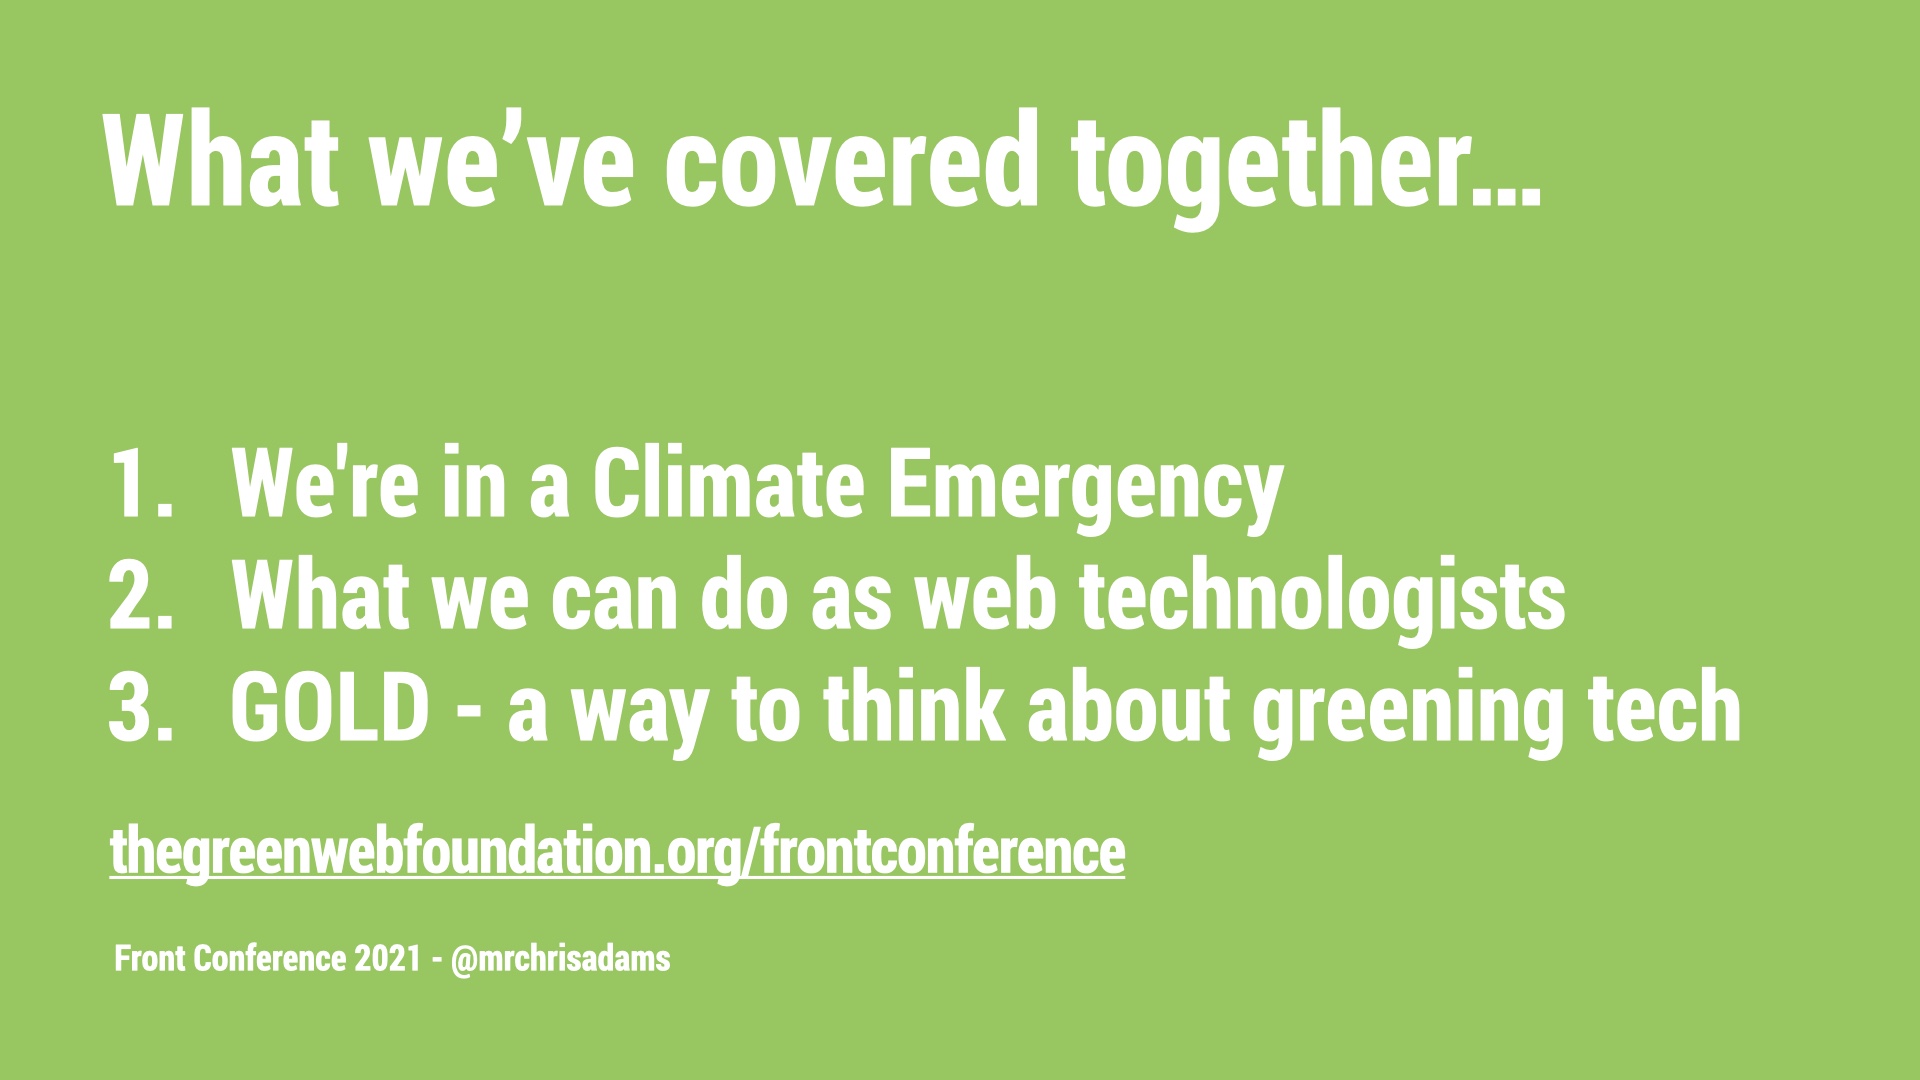 What we’ve covered together…
1. We're in a Climate Emergency
2. What we can do as web technologists
3. GOLD - a way to think about greening tech
thegreenwebfoundation.org/frontconference
Front Conference 2021 - @mrchrisadams